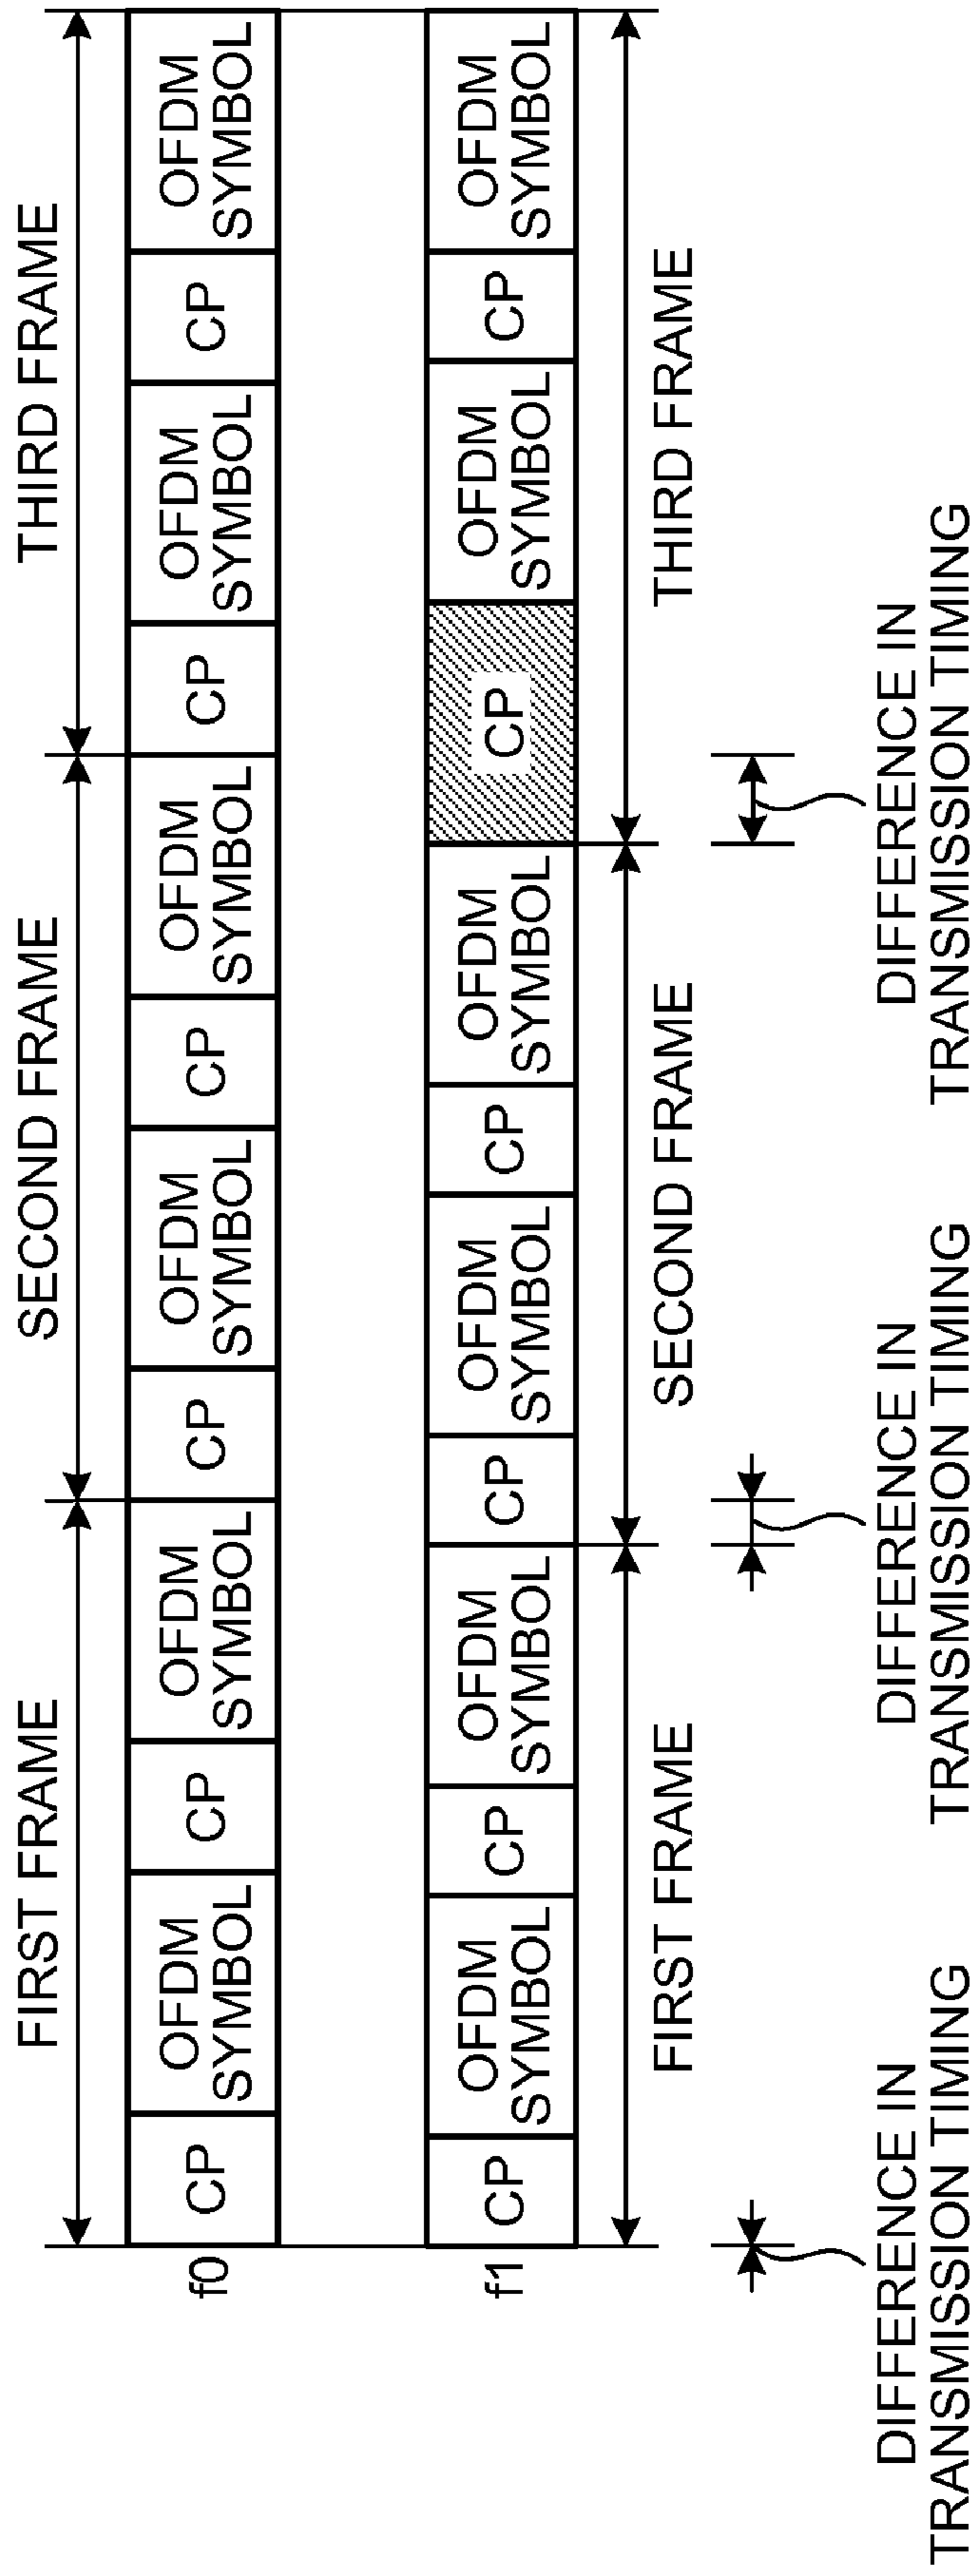 FIRST FRAME
SECOND FRAME
THIRD FRAME
f0
CP
OFDM
SYMBOL
CP
OFDM
SYMBOL
CP
OFDM
SYMBOL
CP
OFDM
SYMBOL
CP
OFDM
SYMBOL
CP
OFDM
SYMBOL
f1
CP
OFDM
SYMBOL
CP
OFDM
SYMBOL
CP
OFDM
SYMBOL
CP
OFDM
SYMBOL
CP
OFDM
SYMBOL
CP
OFDM
SYMBOL
FIRST FRAME
SECOND FRAME
THIRD FRAME
DIFFERENCE IN
TRANSMISSION TIMING
DIFFERENCE IN
TRANSMISSION TIMING
DIFFERENCE IN
TRANSMISSION TIMING